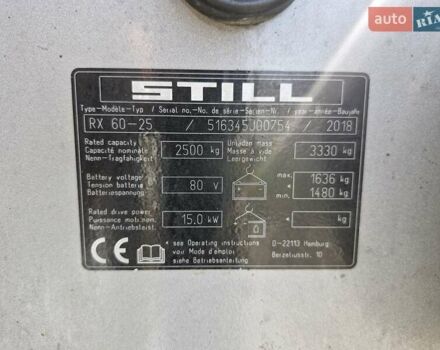 auto RIA
STILL
Type-Modèle-Typ / Serial no.-No. de série-Serien-Nr. / year-année-Baujahr
RX 60-25 / 516345J00754 / 2018
Rated capacity
Capacité nominale 2500 kg
Nenn-Tragfähigkeit
Unladen mass
Masse à vide 3330 kg
Leergewicht
Battery voltage
Tension batterie 80 V
Batteriespannung
max. 1636 kg
min. 1480 kg
Rated drive power
Puissance mot.nom. 15.0 kW
Nenn-Antriebsleist.
kg
CE
see Operating instructions
voir Mode d'emploi
siehe Betriebsanleitung
D-22113 Hamburg
Berzeliusstr. 10